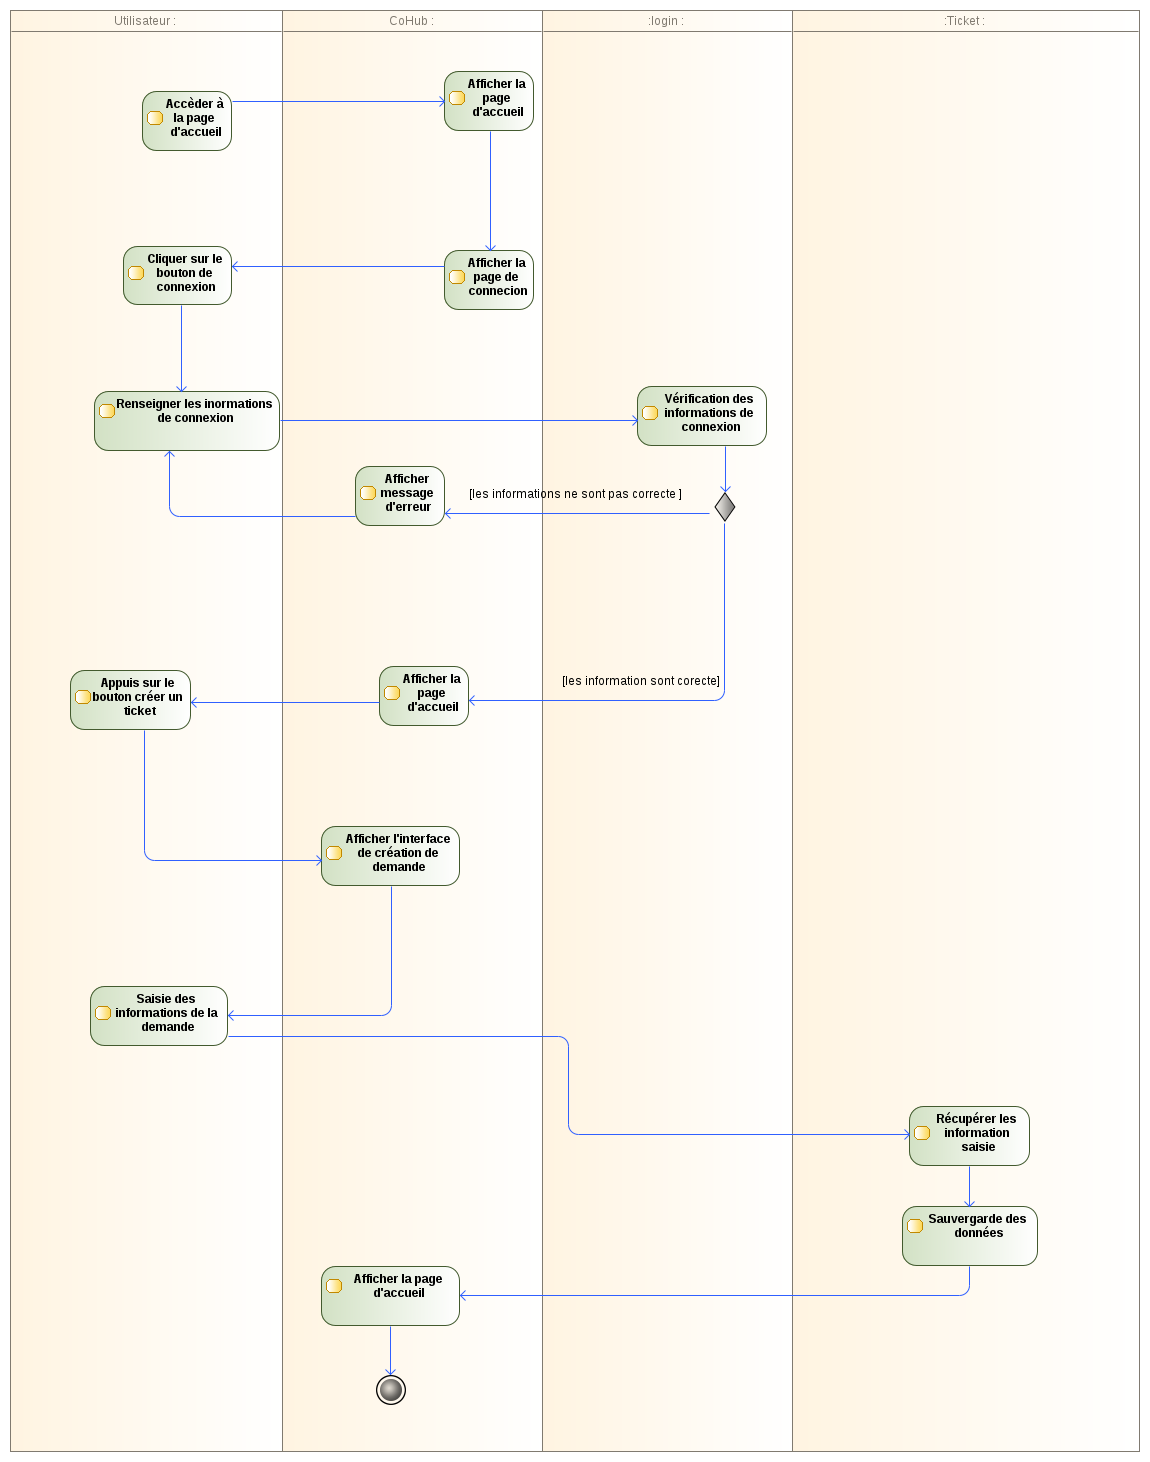 Utilisateur :
CoHub :
:login :
:Ticket :
Accèder à
la page
d'accueil
Afficher la
page
d'accueil
Cliquer sur le
bouton de
connexion
Afficher la
page de
connecion
Renseigner les inormations
de connexion
Vérification des
informations de
connexion
Afficher
message
d'erreur
[les informations ne sont pas correcte ]
Appuis sur le
bouton créer un
ticket
Afficher la
page
d'accueil
[les information sont corecte]
Afficher l'interface
de création de
demande
Saisie des
informations de la
demande
Récupérer les
information
saisie
Sauvergarde des
données
Afficher la page
d'accueil